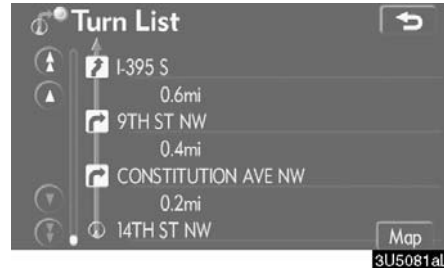 Turn List
I-395 S
0.6mi
9TH ST NW
0.4mi
CONSTITUTION AVE NW
0.2mi
14TH ST NW
Map
3U5081aL